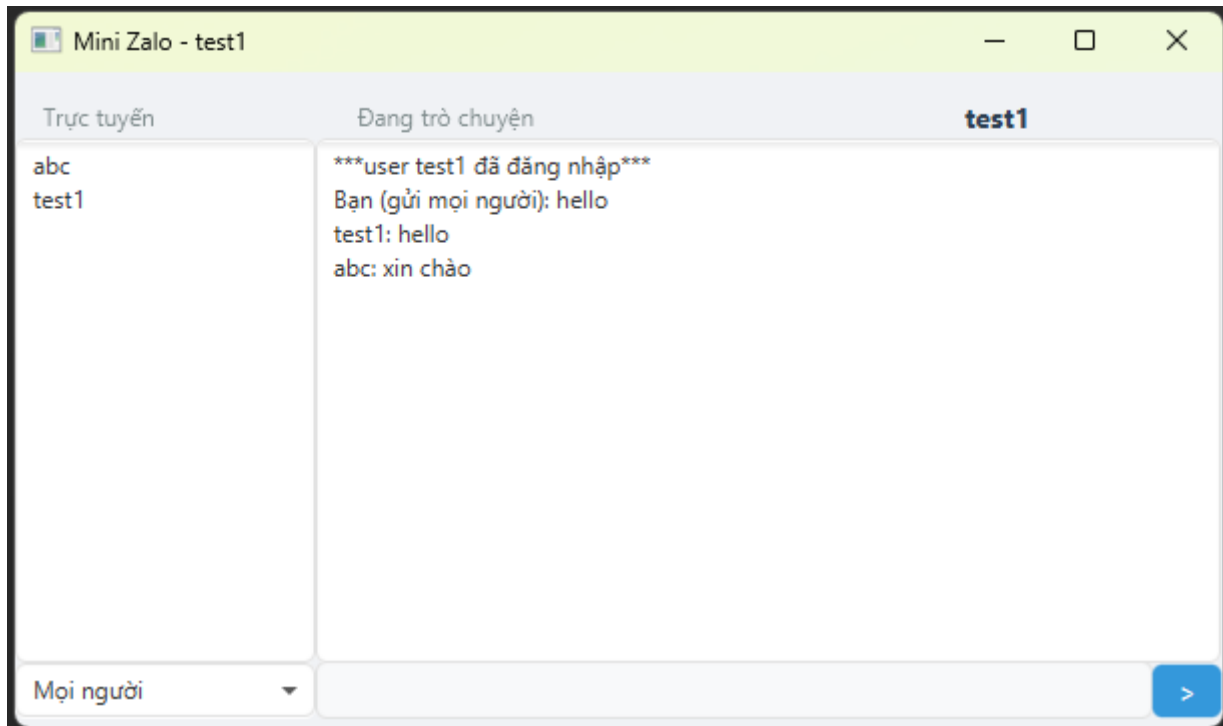 Mini Zalo - test1
Trực tuyến
Đang trò chuyện
test1
abc
test1
***user test1 đã đăng nhập***
Bạn (gửi mọi người): hello
test1: hello
abc: xin chào
Mọi người
>